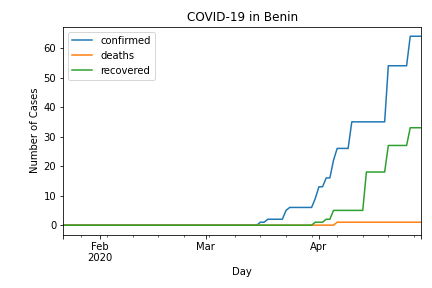 COVID-19 in Benin
confirmed
deaths
recovered
Number of Cases
60
50
40
30
20
10
0
Feb
2020
Mar
Apr
Day